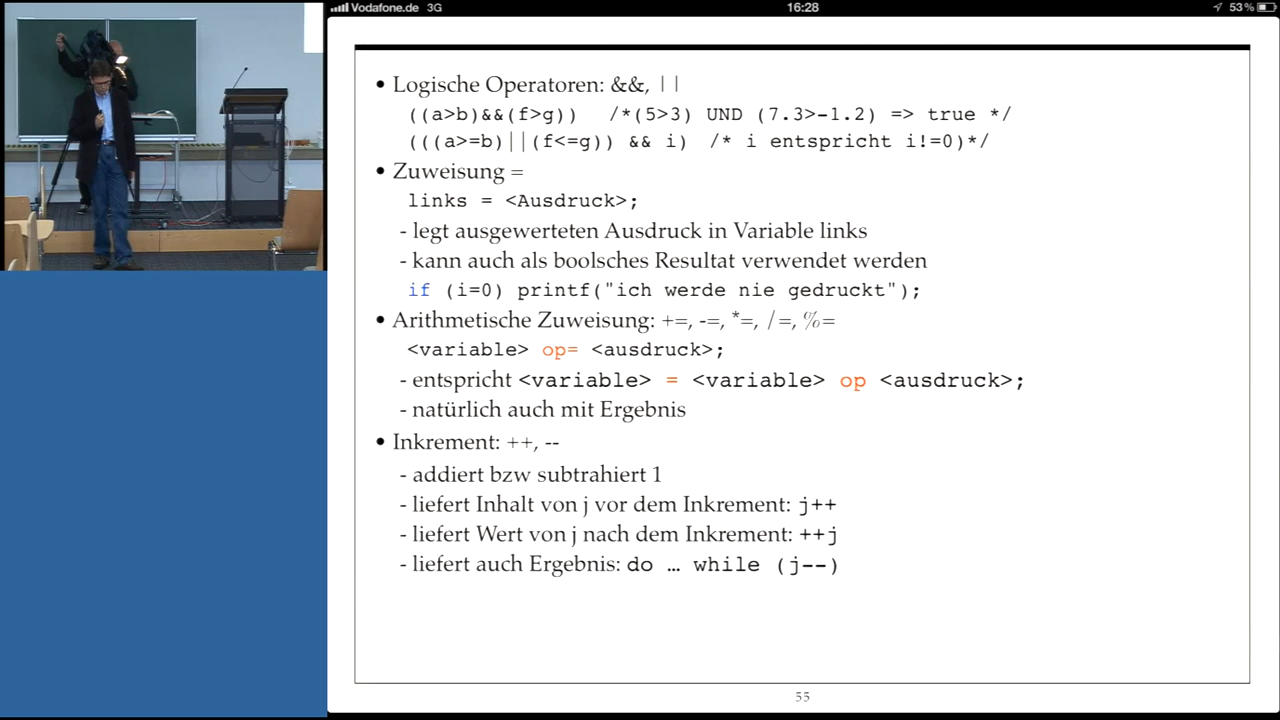 Vodafone.de 3G 16:28 53%
• Logische Operatoren: &&, ||
((a>b)&&(f>g)) /*(5>3) UND (7.3>-1.2) => true */
(((a>=b)||(f<=g)) && i) /* i entspricht i!=0)*/
• Zuweisung =
links = <Ausdruck>;
- legt ausgewerteten Ausdruck in Variable links
- kann auch als boolsches Resultat verwendet werden
if (i=0) printf("ich werde nie gedruckt");
• Arithmetische Zuweisung: +=, -=, *=, /=, %=
<variable> op= <ausdruck>;
- entspricht <variable> = <variable> op <ausdruck>;
- natürlich auch mit Ergebnis
• Inkrement: ++, --
- addiert bzw subtrahiert 1
- liefert Inhalt von j vor dem Inkrement: j++
- liefert Wert von j nach dem Inkrement: ++j
- liefert auch Ergebnis: do … while (j--)
55